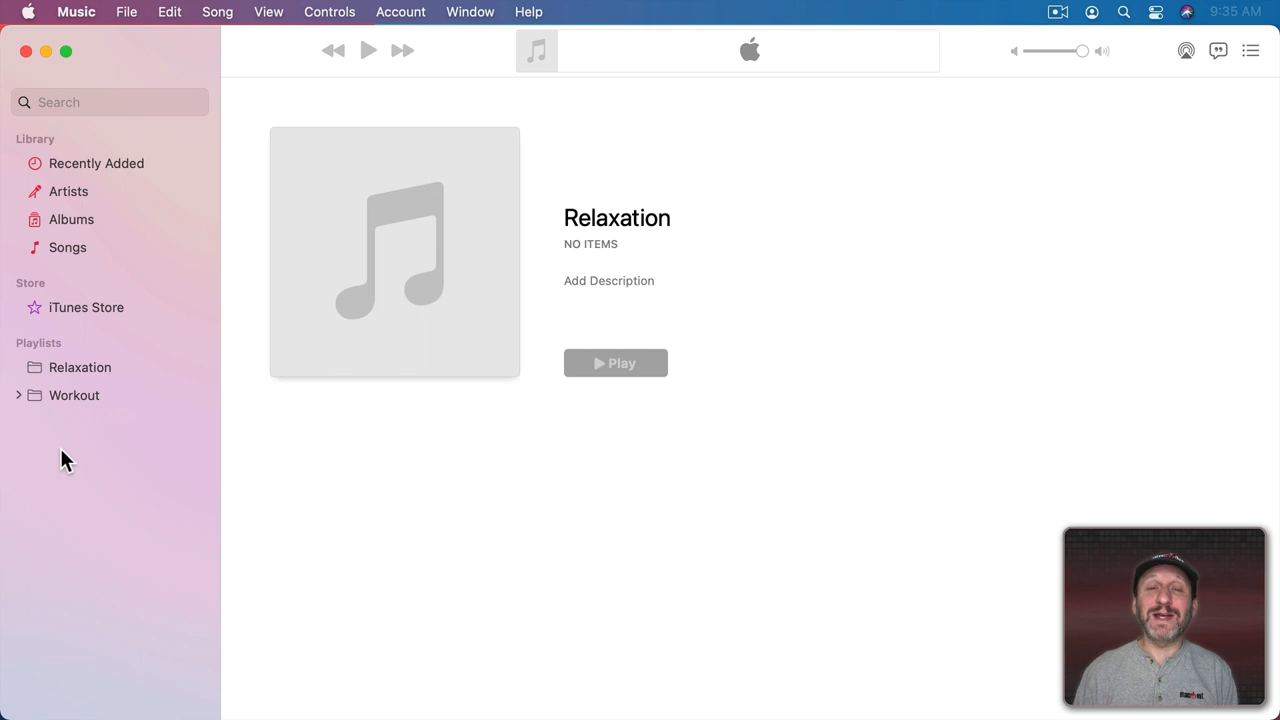 Music File Edit Song View Controls Account Window Help 9:35 AM
Search
Library
Recently Added
Artists
Albums
Songs
Store
iTunes Store
Playlists
Relaxation
Workout
Relaxation
NO ITEMS
Add Description
Play